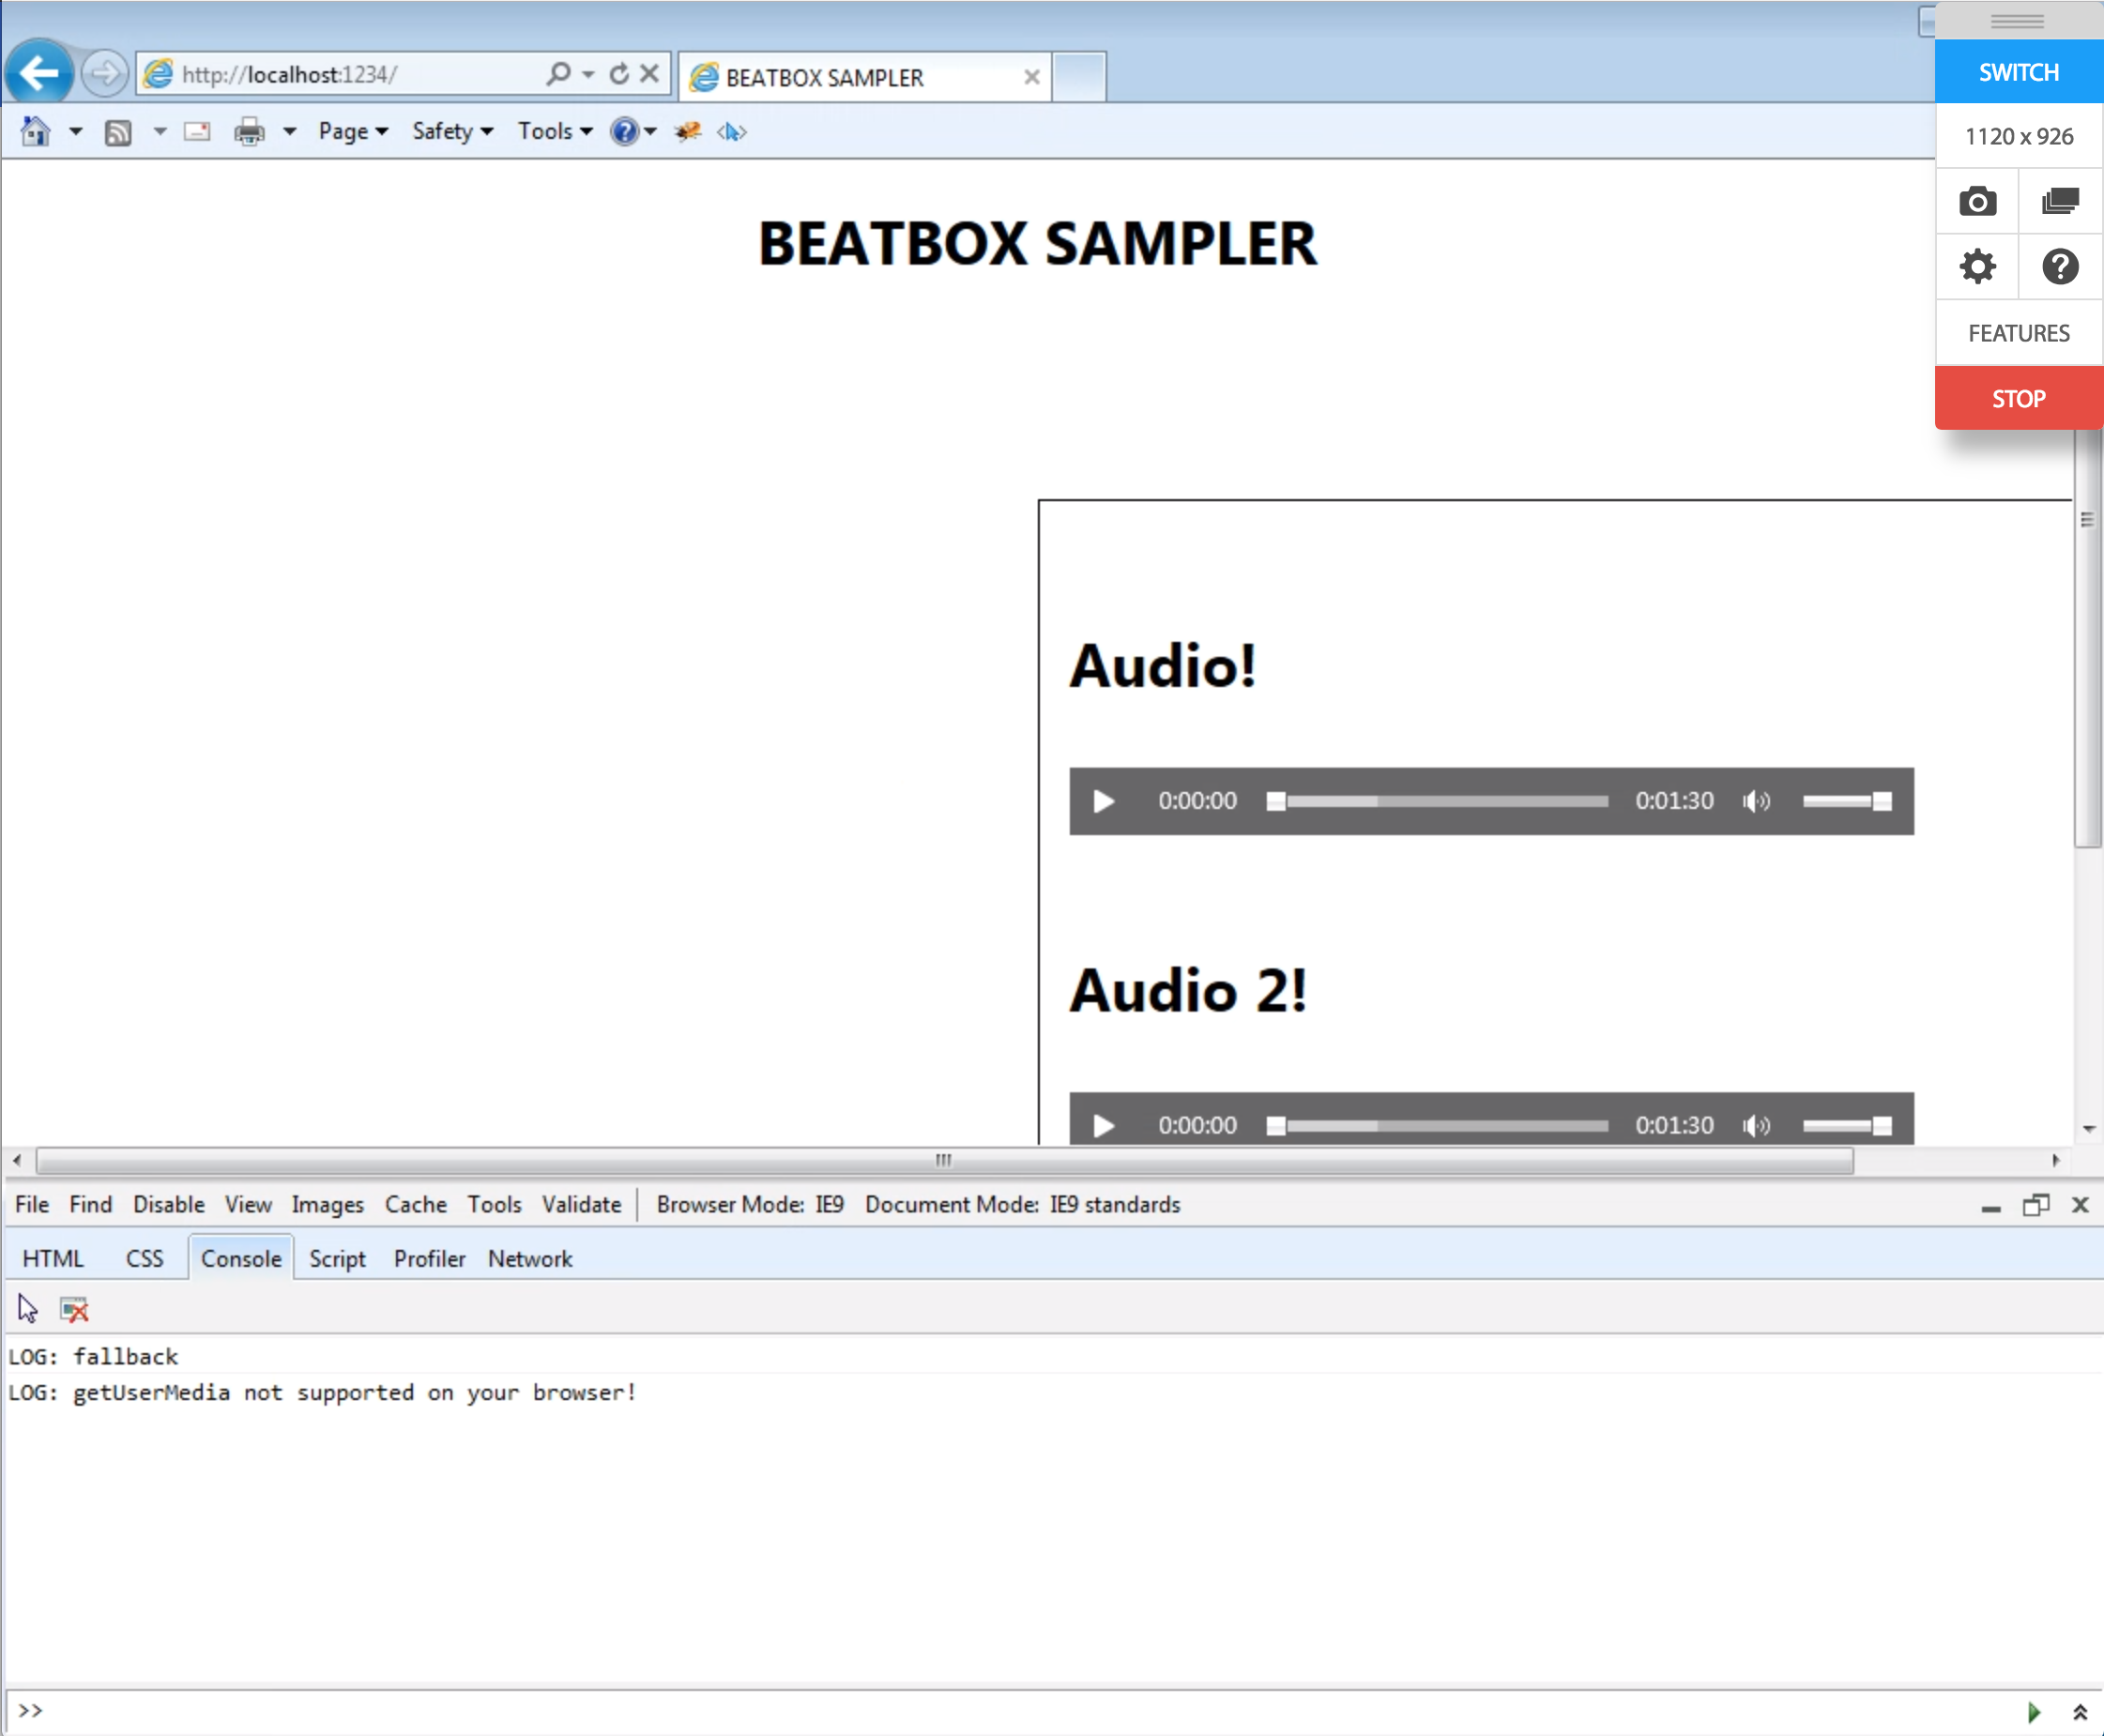 http://localhost:1234/
BEATBOX SAMPLER
SWITCH
1120 x 926
FEATURES
STOP
Page
Safety
Tools
BEATBOX SAMPLER
Audio!
0:00:00
0:01:30
Audio 2!
0:00:00
0:01:30
File Find Disable View Images Cache Tools Validate Browser Mode: IE9 Document Mode: IE9 standards
HTML CSS Console Script Profiler Network
LOG: fallback
LOG: getUserMedia not supported on your browser!
>>